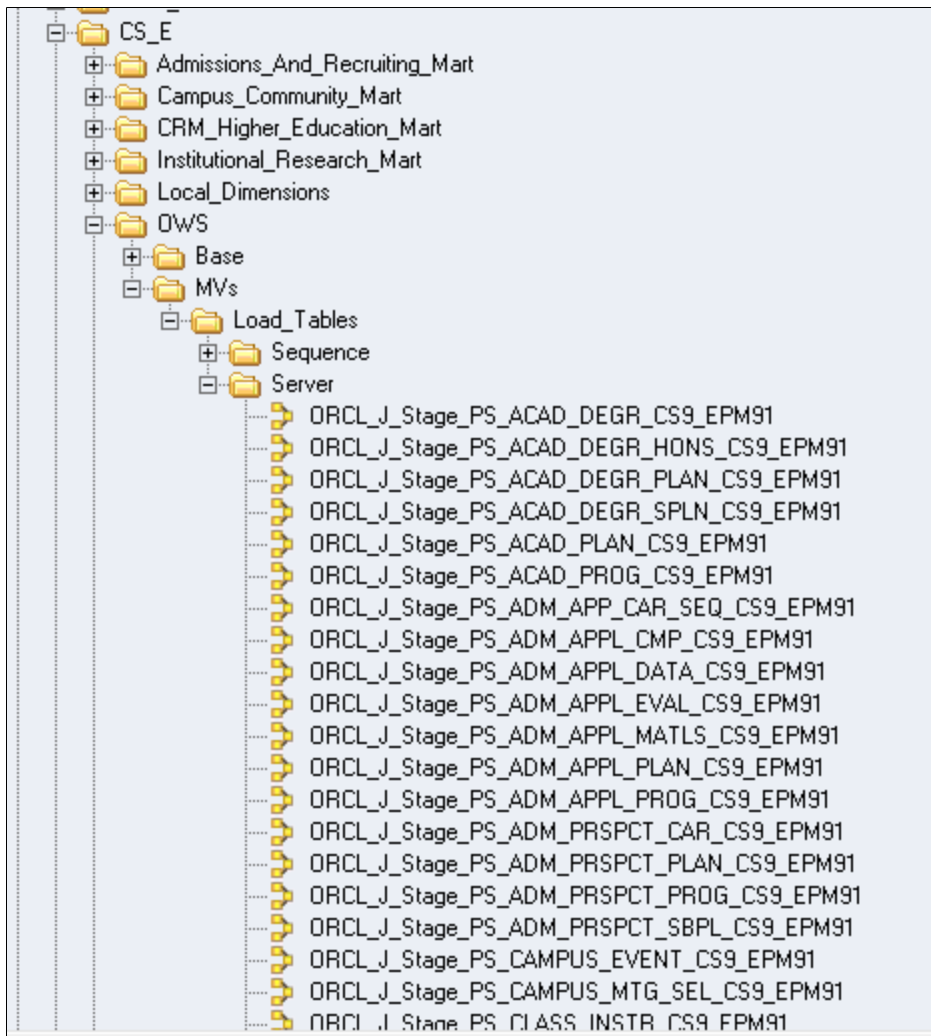 CS_E
Admissions_And_Recruiting_Mart
Campus_Community_Mart
CRM_Higher_Education_Mart
Institutional_Research_Mart
Local_Dimensions
OWS
Base
MVs
Load_Tables
Sequence
Server
ORCL_J_Stage_PS_ACAD_DEGR_CS9_EPM91
ORCL_J_Stage_PS_ACAD_DEGR_HONS_CS9_EPM91
ORCL_J_Stage_PS_ACAD_DEGR_PLAN_CS9_EPM91
ORCL_J_Stage_PS_ACAD_DEGR_SPLN_CS9_EPM91
ORCL_J_Stage_PS_ACAD_PLAN_CS9_EPM91
ORCL_J_Stage_PS_ACAD_PROG_CS9_EPM91
ORCL_J_Stage_PS_ADM_APP_CAR_SEQ_CS9_EPM91
ORCL_J_Stage_PS_ADM_APPL_CMP_CS9_EPM91
ORCL_J_Stage_PS_ADM_APPL_DATA_CS9_EPM91
ORCL_J_Stage_PS_ADM_APPL_EVAL_CS9_EPM91
ORCL_J_Stage_PS_ADM_APPL_MATLS_CS9_EPM91
ORCL_J_Stage_PS_ADM_APPL_PLAN_CS9_EPM91
ORCL_J_Stage_PS_ADM_APPL_PROG_CS9_EPM91
ORCL_J_Stage_PS_ADM_PRSPCT_CAR_CS9_EPM91
ORCL_J_Stage_PS_ADM_PRSPCT_PLAN_CS9_EPM91
ORCL_J_Stage_PS_ADM_PRSPCT_PROG_CS9_EPM91
ORCL_J_Stage_PS_ADM_PRSPCT_SBPL_CS9_EPM91
ORCL_J_Stage_PS_CAMPUS_EVENT_CS9_EPM91
ORCL_J_Stage_PS_CAMPUS_MTG_SEL_CS9_EPM91
ORCL_J_Stage_PS_CLASS_INSTR_CS9_EPM91